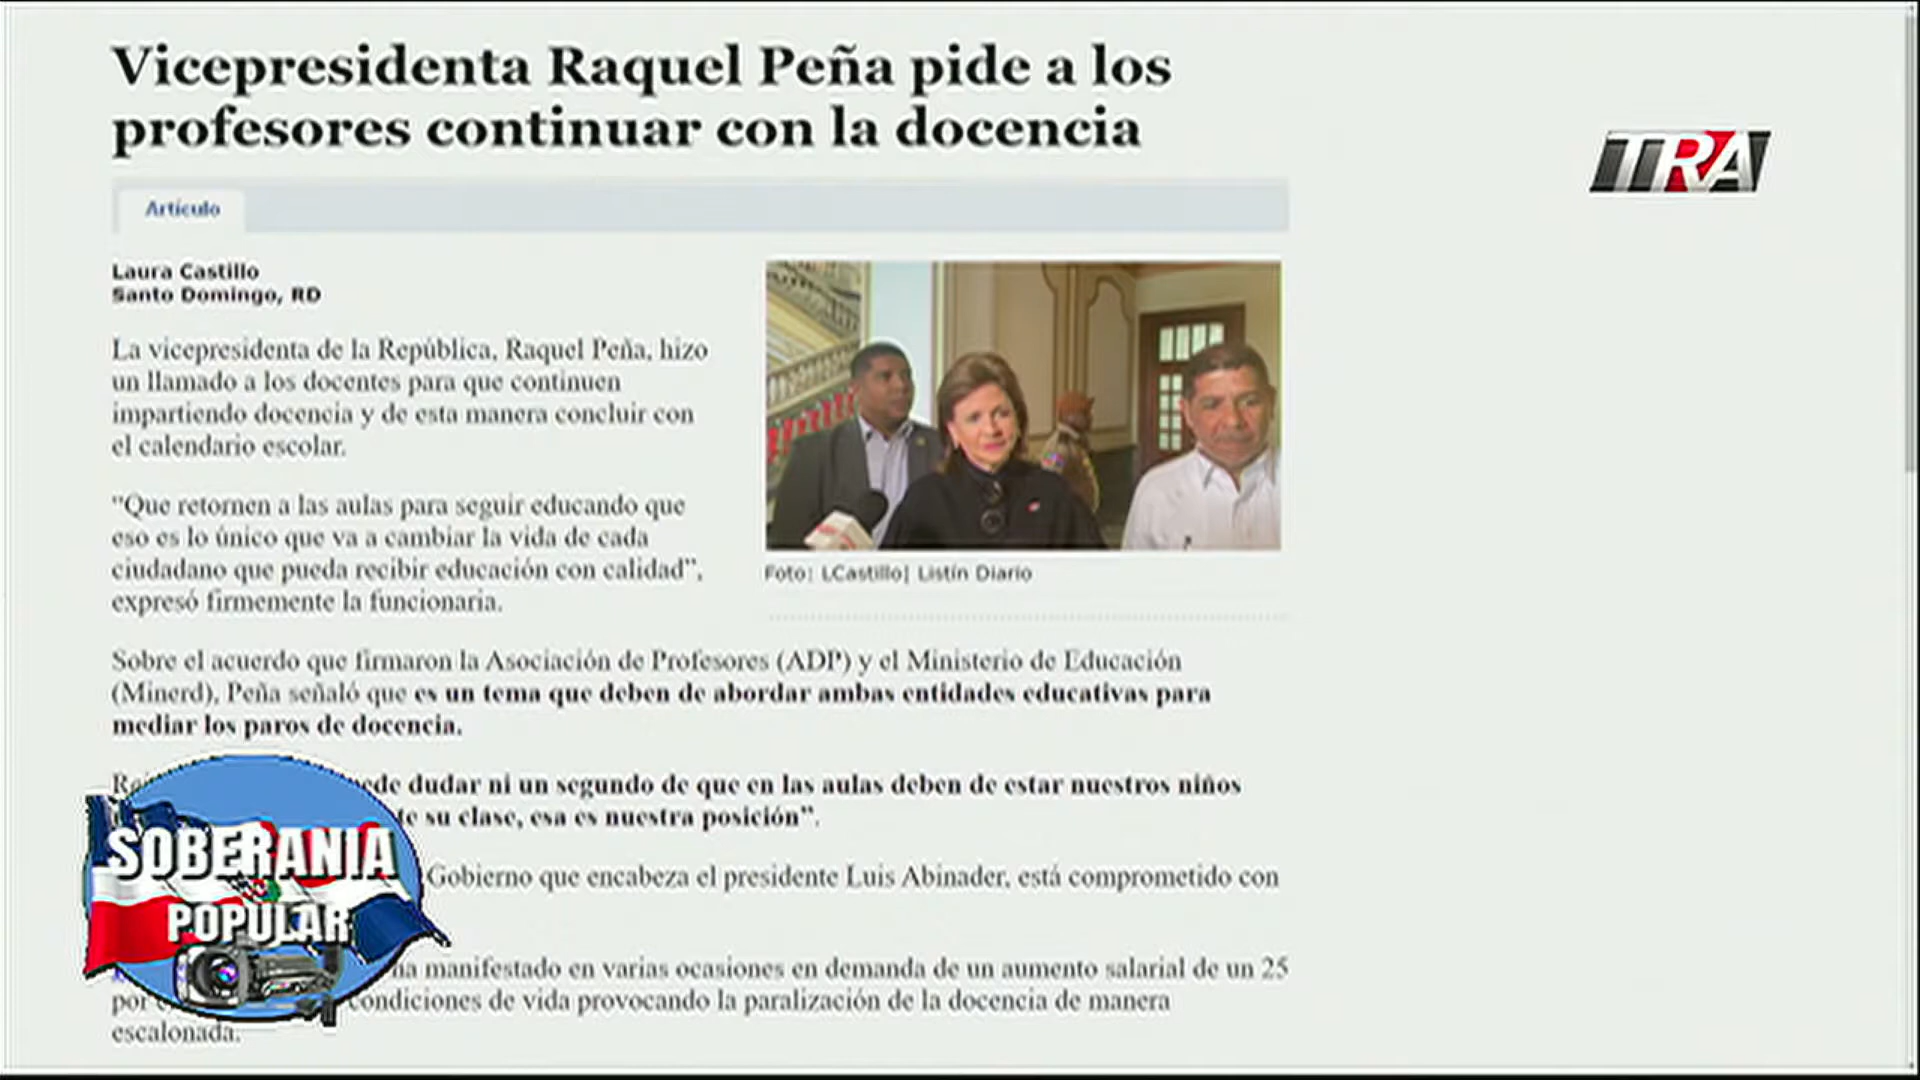 Vicepresidenta Raquel Peña pide a los
profesores continuar con la docencia
TRA
Artículo
Laura Castillo
Santo Domingo, RD
La vicepresidenta de la República, Raquel Peña, hizo
un llamado a los docentes para que continuen
impartiendo docencia y de esta manera concluir con
el calendario escolar.
"Que retornen a las aulas para seguir educando que
eso es lo único que va a cambiar la vida de cada
ciudadano que pueda recibir educación con calidad",
expresó firmemente la funcionaria.
Foto: LCastillo| Listín Diario
Sobre el acuerdo que firmaron la Asociación de Profesores (ADP) y el Ministerio de Educación
(Minerd), Peña señaló que es un tema que deben de abordar ambas entidades educativas para
mediar los paros de docencia.
dudar ni un segundo de que en las aulas deben de estar nuestros niños
su clase, esa es nuestra posición".
Gobierno que encabeza el presidente Luis Abinader, está comprometido con
manifestado en varias ocasiones en demanda de un aumento salarial de un 25
por condiciones de vida provocando la paralización de la docencia de manera
escalonada.
SOBERANIA
POPULAR